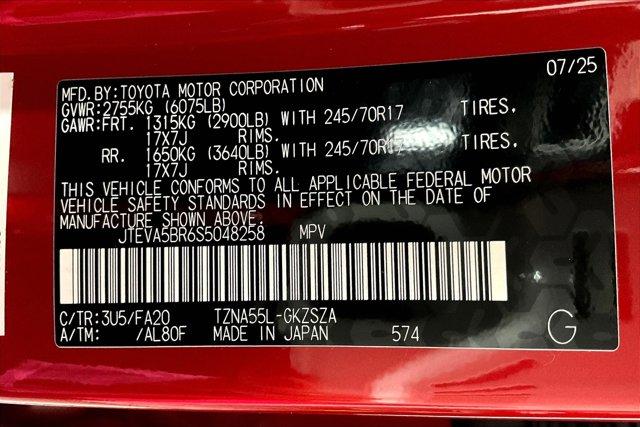 MFD.BY:TOYOTA MOTOR CORPORATION 07/25
GVWR:2755KG (6075LB)
GAWR:FRT. 1315KG (2900LB) WITH 245/70R17 TIRES,
17X7J RIMS.
RR. 1650KG (3640LB) WITH 245/70R17 TIRES,
17X7J RIMS.
THIS VEHICLE CONFORMS TO ALL APPLICABLE FEDERAL MOTOR
VEHICLE SAFETY STANDARDS IN EFFECT ON THE DATE OF
MANUFACTURE SHOWN ABOVE.
JTEVA5BR6S5048258 MPV
C/TR:3U5/FA20 TZNA55L-GKZSZA
A/TM: /AL80F MADE IN JAPAN 574 G